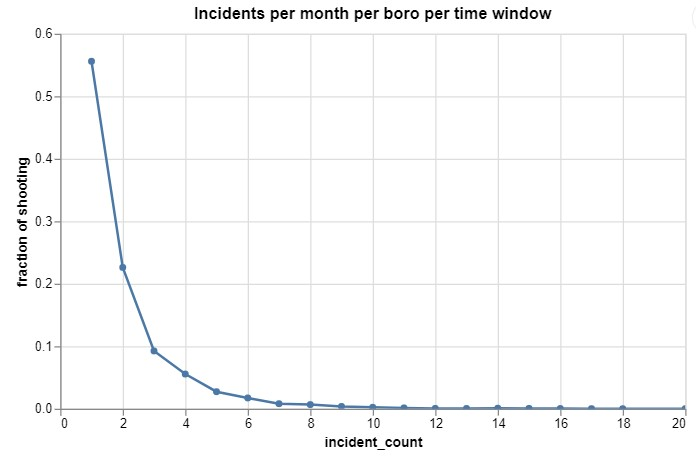 Incidents per month per boro per time window
fraction of shooting
0.6
0.5
0.4
0.3
0.2
0.1
0.0
0 2 4 6 8 10 12 14 16 18 20
incident_count